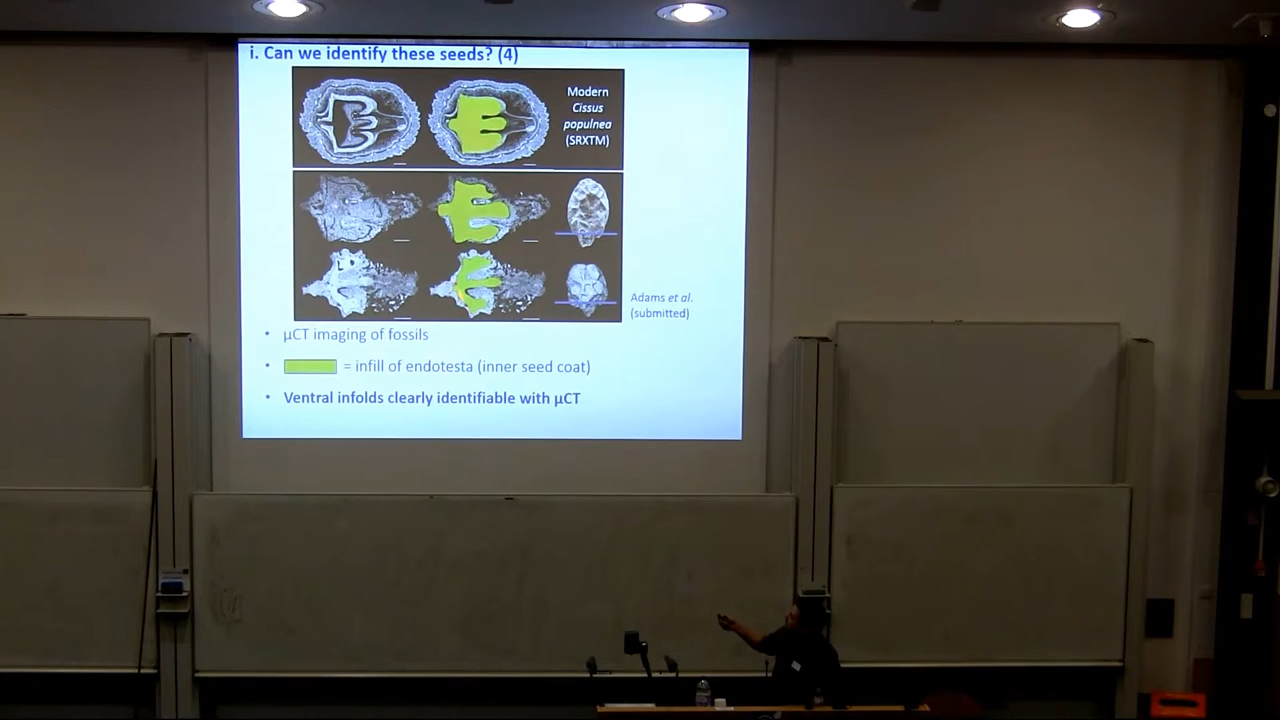 i. Can we identify these seeds? (4)
Modern
Cissus
populnea
(SRXTM)
Adams et al.
(submitted)
• μCT imaging of fossils
• = infill of endotesta (inner seed coat)
• Ventral infolds clearly identifiable with μCT